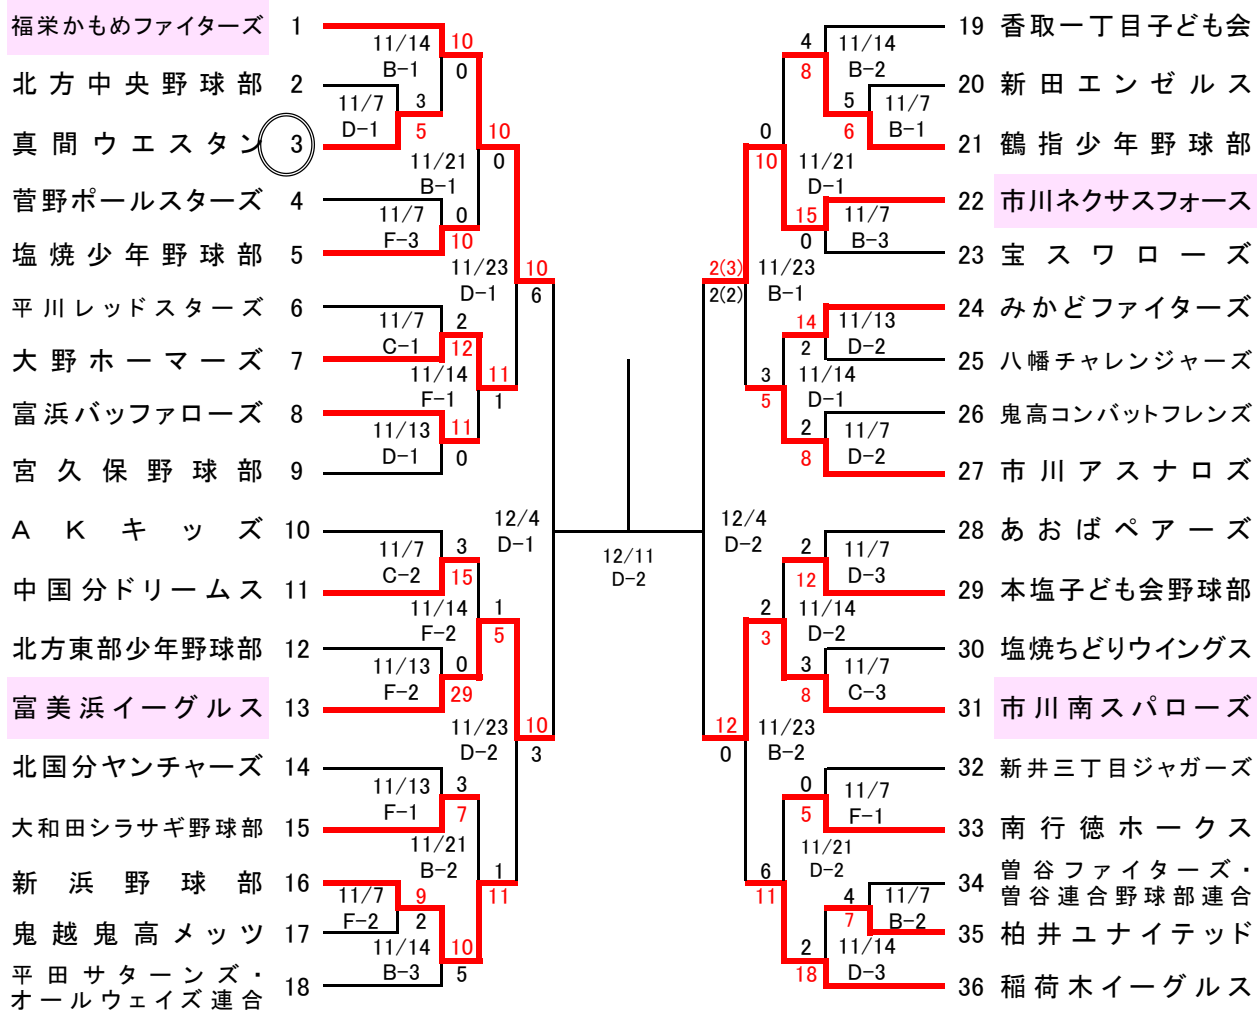 福栄かもめファイターズ 1
北方中央野球部 2
真間ウエスタン 3
菅野ポールスターズ 4
塩焼少年野球部 5
平川レッドスターズ 6
大野ホーマーズ 7
富浜バッファローズ 8
宮久保野球部 9
AKキッズ 10
中国分ドリームス 11
北方東部少年野球部 12
富美浜イーグルス 13
北国分ヤンチャーズ 14
大和田シラサギ野球部 15
新浜野球部 16
鬼越鬼高メッツ 17
平田サターンズ・
オールウェイズ連合 18
11/7
D-1
3
5
11/14
B-1
10
0
11/7
F-3
0
10
11/21
B-1
10
0
11/7
C-1
2
12
11/13
D-1
11
0
11/14
F-1
11
1
11/23
D-1
10
6
11/7
C-2
3
15
11/13
F-2
0
29
11/14
F-2
1
5
11/13
F-1
3
7
11/7
F-2
9
2
11/14
B-3
10
5
11/21
B-2
1
11
11/23
D-2
10
3
12/4
D-1
12/11
D-2
12/4
D-2
2(3)
2(2)
11/23
B-1
0
10
11/21
D-1
4
8
11/14
B-2
5
6
11/7
B-1
15
0
11/7
B-3
3
5
11/14
D-1
14
2
11/13
D-2
2
8
11/7
D-2
12
0
11/23
B-2
2
3
11/14
D-2
2
12
11/7
D-3
3
8
11/7
C-3
6
11
11/21
D-2
0
5
11/7
F-1
4
7
11/7
B-2
2
18
11/14
D-3
19 香取一丁目子ども会
20 新田エンゼルス
21 鶴指少年野球部
22 市川ネクサスフォース
23 宝スワローズ
24 みかどファイターズ
25 八幡チャレンジャーズ
26 鬼高コンバットフレンズ
27 市川アスナロズ
28 あおばペアーズ
29 本塩子ども会野球部
30 塩焼ちどりウイングス
31 市川南スパローズ
32 新井三丁目ジャガーズ
33 南行徳ホークス
34 曽谷ファイターズ・
曽谷連合野球部連合
35 柏井ユナイテッド
36 稲荷木イーグルス